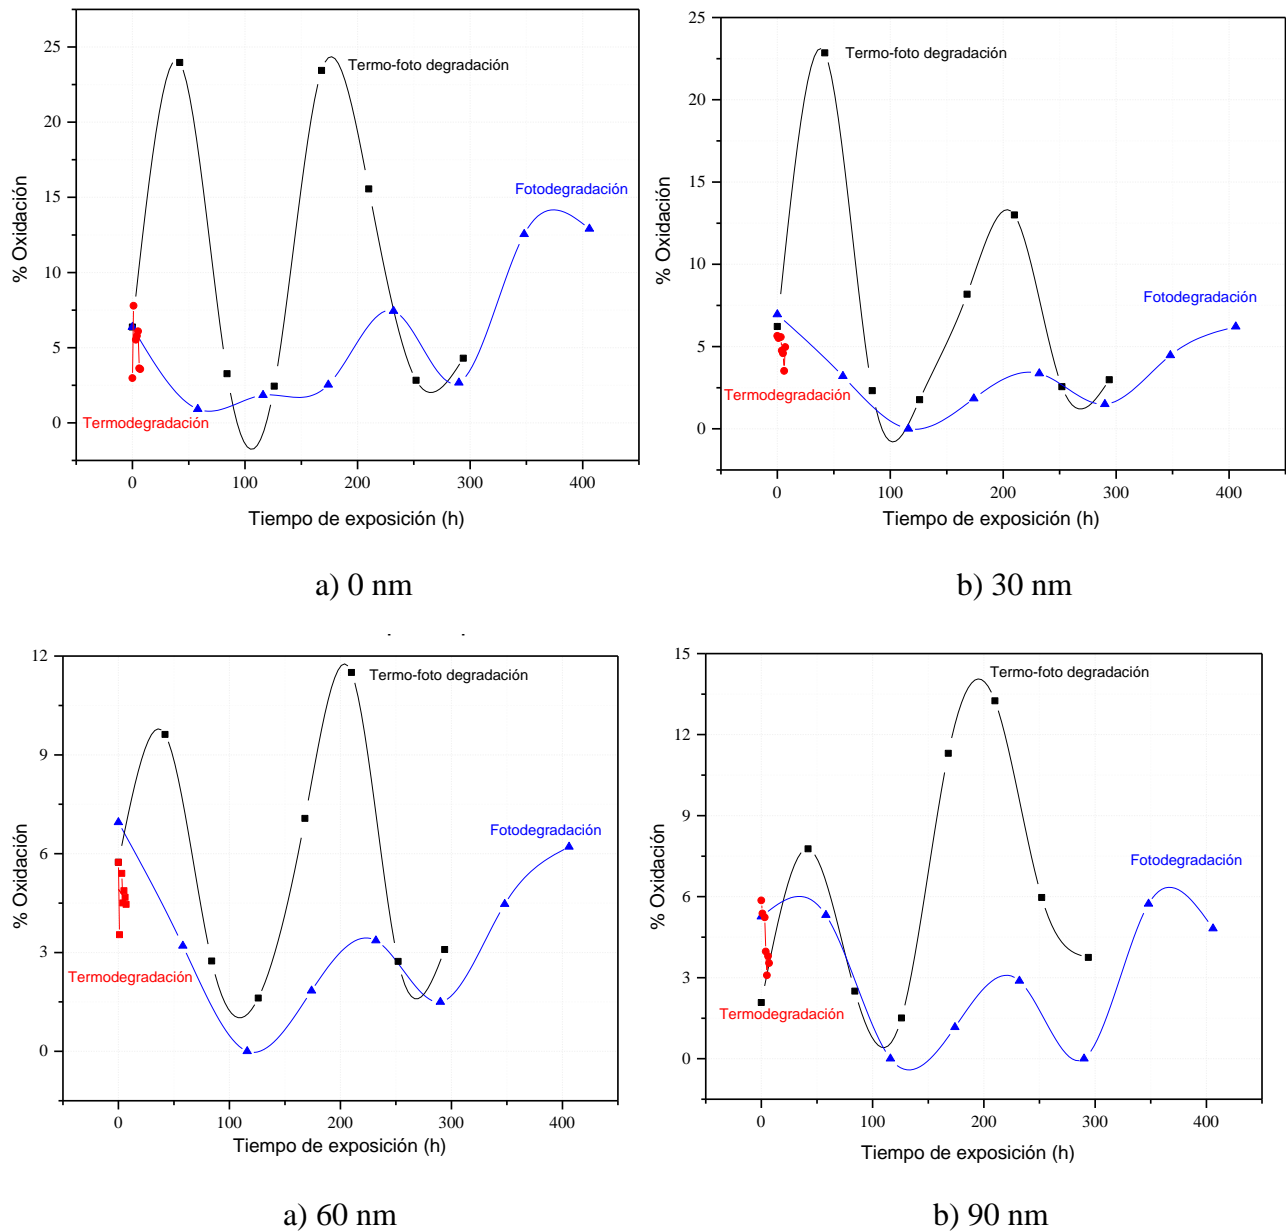 25
20
15
10
5
0
% Oxidación
Termo-foto degradación
Fotodegradación
Termodegradación
0 100 200 300 400
Tiempo de exposición (h)
a) 0 nm
25
20
15
10
5
0
% Oxidación
Termo-foto degradación
Fotodegradación
Termodegradación
0 100 200 300 400
Tiempo de exposición (h)
b) 30 nm
12
9
6
3
0
% Oxidación
Termo-foto degradación
Fotodegradación
Termodegradación
0 100 200 300 400
Tiempo de exposición (h)
a) 60 nm
15
12
9
6
3
0
% Oxidación
Termo-foto degradación
Fotodegradación
Termodegradación
0 100 200 300 400
Tiempo de exposición (h)
b) 90 nm